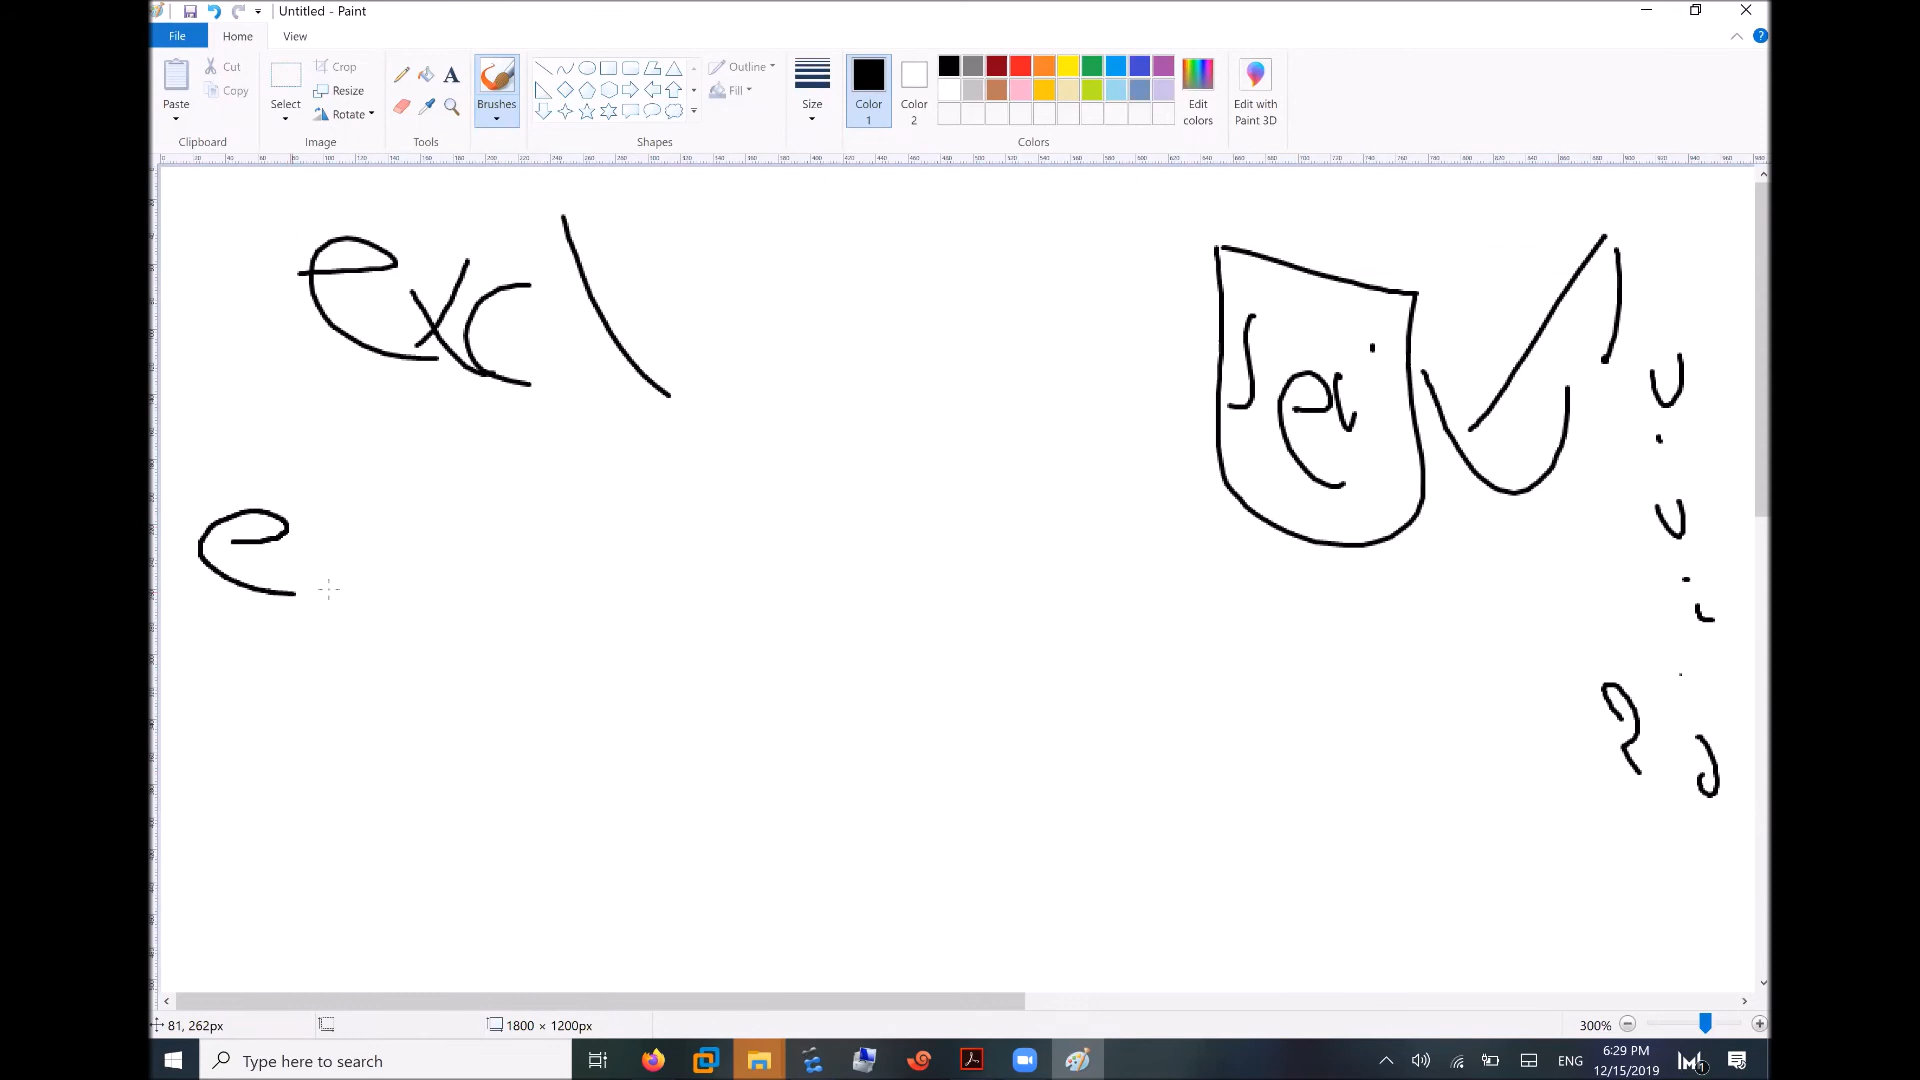 Untitled - Paint
File
Home
View
Paste
Cut
Copy
Clipboard
Select
Crop
Resize
Rotate
Image
Tools
Brushes
Shapes
Outline
Fill
Size
Color 1
Color 2
Edit colors
Colors
Edit with Paint 3D
exc\
e
81, 262px
1800 × 1200px
300%
Type here to search
ENG
6:29 PM
12/15/2019